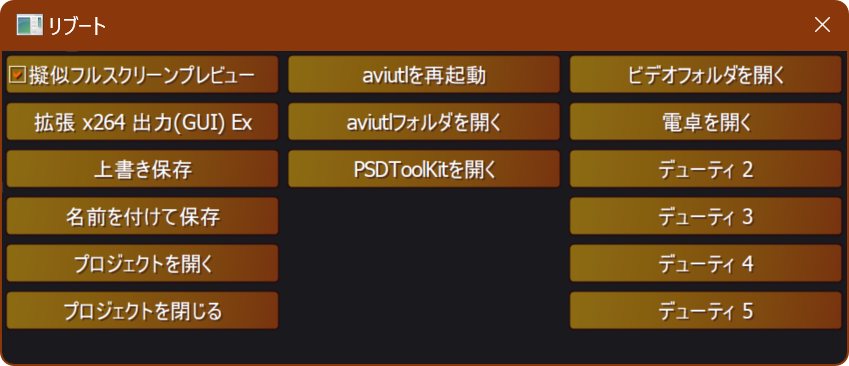 リブート
擬似フルスクリーンプレビュー
拡張 x264 出力(GUI) Ex
上書き保存
名前を付けて保存
プロジェクトを開く
プロジェクトを閉じる
aviutlを再起動
aviutlフォルダを開く
PSDToolKitを開く
ビデオフォルダを開く
電卓を開く
デューティ 2
デューティ 3
デューティ 4
デューティ 5